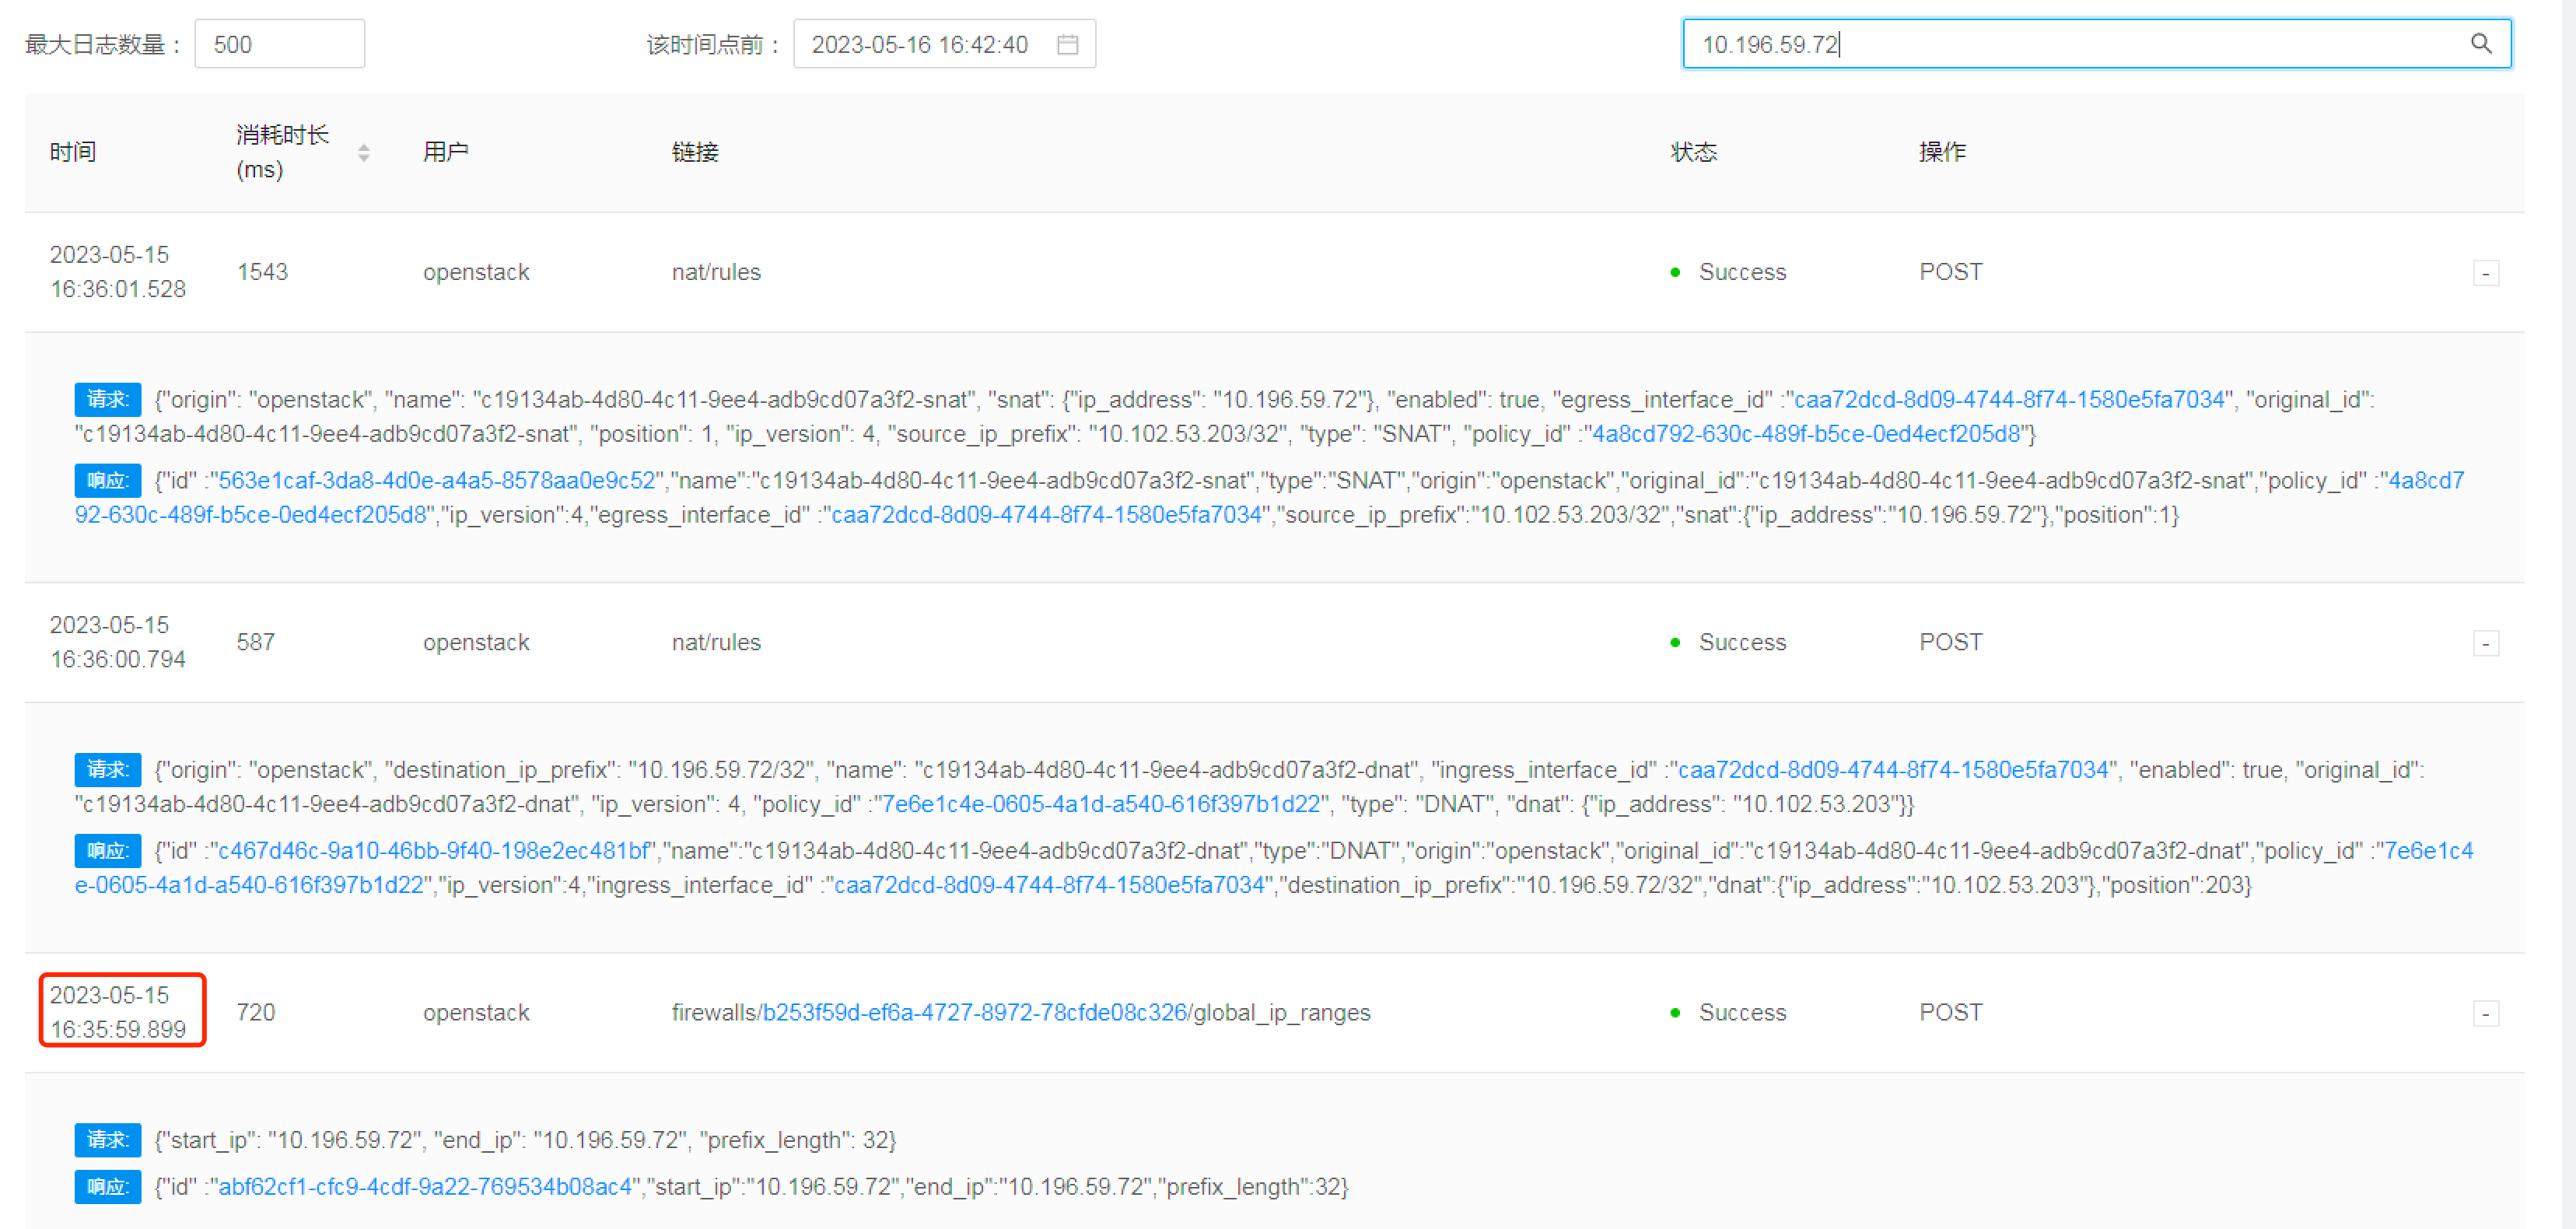 最大日志数量： 500 该时间点前： 2023-05-16 16:42:40 10.196.59.72
时间 消耗时长 (ms) 用户 链接 状态 操作
2023-05-15 16:36:01.528 1543 openstack nat/rules Success POST -
请求: {"origin": "openstack", "name": "c19134ab-4d80-4c11-9ee4-adb9cd07a3f2-snat", "snat": {"ip_address": "10.196.59.72"}, "enabled": true, "egress_interface_id" :"caa72dcd-8d09-4744-8f74-1580e5fa7034", "original_id":
"c19134ab-4d80-4c11-9ee4-adb9cd07a3f2-snat", "position": 1, "ip_version": 4, "source_ip_prefix": "10.102.53.203/32", "type": "SNAT", "policy_id" :"4a8cd792-630c-489f-b5ce-0ed4ecf205d8"}
响应: {"id" :"563e1caf-3da8-4d0e-a4a5-8578aa0e9c52","name":"c19134ab-4d80-4c11-9ee4-adb9cd07a3f2-snat","type":"SNAT","origin":"openstack","original_id":"c19134ab-4d80-4c11-9ee4-adb9cd07a3f2-snat","policy_id" :"4a8cd7
92-630c-489f-b5ce-0ed4ecf205d8","ip_version":4,"egress_interface_id" :"caa72dcd-8d09-4744-8f74-1580e5fa7034","source_ip_prefix":"10.102.53.203/32","snat":{"ip_address":"10.196.59.72"},"position":1}
2023-05-15 16:36:00.794 587 openstack nat/rules Success POST -
请求: {"origin": "openstack", "destination_ip_prefix": "10.196.59.72/32", "name": "c19134ab-4d80-4c11-9ee4-adb9cd07a3f2-dnat", "ingress_interface_id" :"caa72dcd-8d09-4744-8f74-1580e5fa7034", "enabled": true, "original_id":
"c19134ab-4d80-4c11-9ee4-adb9cd07a3f2-dnat", "ip_version": 4, "policy_id" :"7e6e1c4e-0605-4a1d-a540-616f397b1d22", "type": "DNAT", "dnat": {"ip_address": "10.102.53.203"}}
响应: {"id" :"c467d46c-9a10-46bb-9f40-198e2ec481bf","name":"c19134ab-4d80-4c11-9ee4-adb9cd07a3f2-dnat","type":"DNAT","origin":"openstack","original_id":"c19134ab-4d80-4c11-9ee4-adb9cd07a3f2-dnat","policy_id" :"7e6e1c4
e-0605-4a1d-a540-616f397b1d22","ip_version":4,"ingress_interface_id" :"caa72dcd-8d09-4744-8f74-1580e5fa7034","destination_ip_prefix":"10.196.59.72/32","dnat":{"ip_address":"10.102.53.203"},"position":203}
2023-05-15 16:35:59.899 720 openstack firewalls/b253f59d-ef6a-4727-8972-78cfde08c326/global_ip_ranges Success POST -
请求: {"start_ip": "10.196.59.72", "end_ip": "10.196.59.72", "prefix_length": 32}
响应: {"id" :"abf62cf1-cfc9-4cdf-9a22-769534b08ac4","start_ip":"10.196.59.72","end_ip":"10.196.59.72","prefix_length":32}